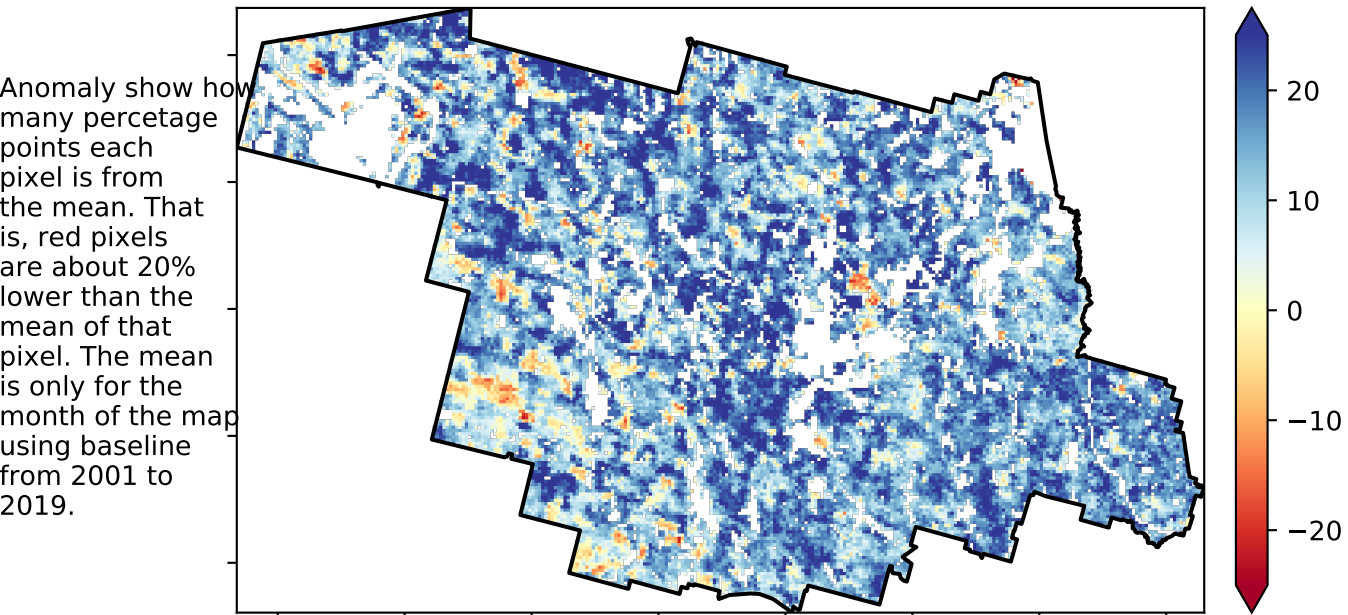 Anomaly show how
many percetage
points each
pixel is from
the mean. That
is, red pixels
are about 20%
lower than the
mean of that
pixel. The mean
is only for the
month of the map
using baseline
from 2001 to
2019.
20
10
0
−10
−20